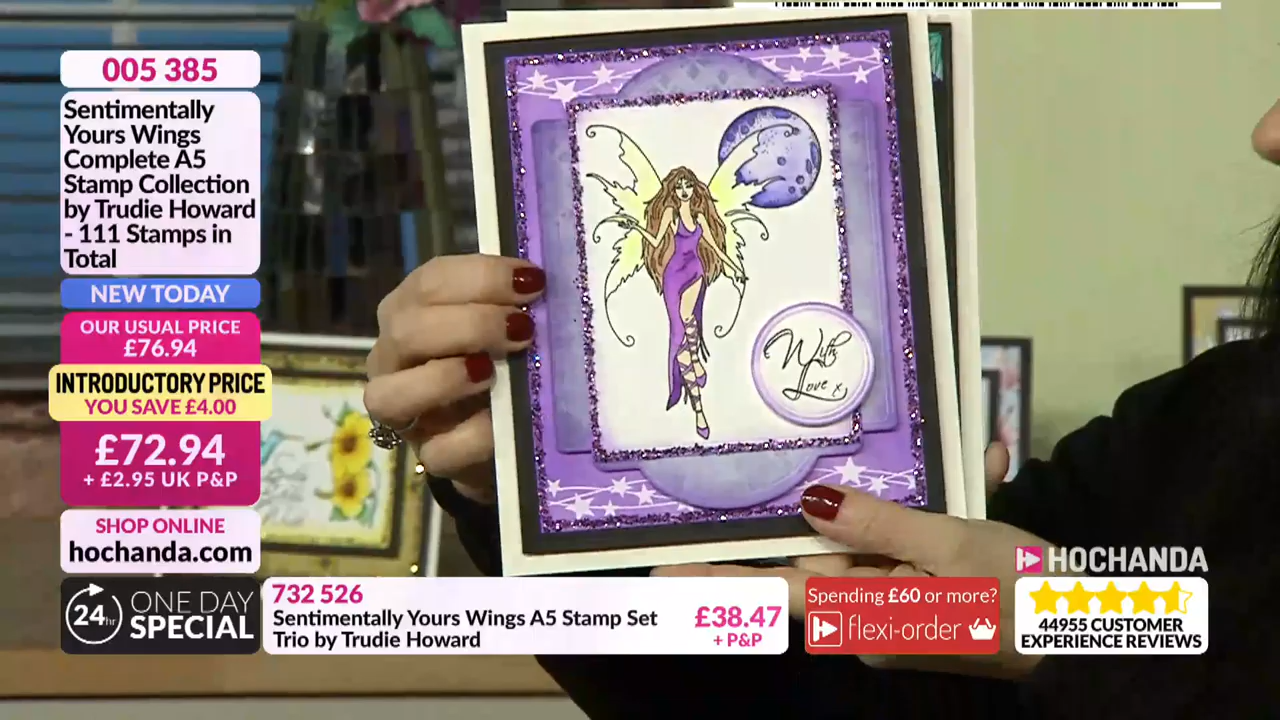 005 385
Sentimentally
Yours Wings
Complete A5
Stamp Collection
by Trudie Howard
- 111 Stamps in
Total
NEW TODAY
OUR USUAL PRICE
£76.94
INTRODUCTORY PRICE
YOU SAVE £4.00
£72.94
+ £2.95 UK P&P
SHOP ONLINE
hochanda.com
24hr
ONE DAY
SPECIAL
732 526
Sentimentally Yours Wings A5 Stamp Set
Trio by Trudie Howard
£38.47
+ P&P
Spending £60 or more?
flexi-order
HOCHANDA
44955 CUSTOMER
EXPERIENCE REVIEWS
With
Love x